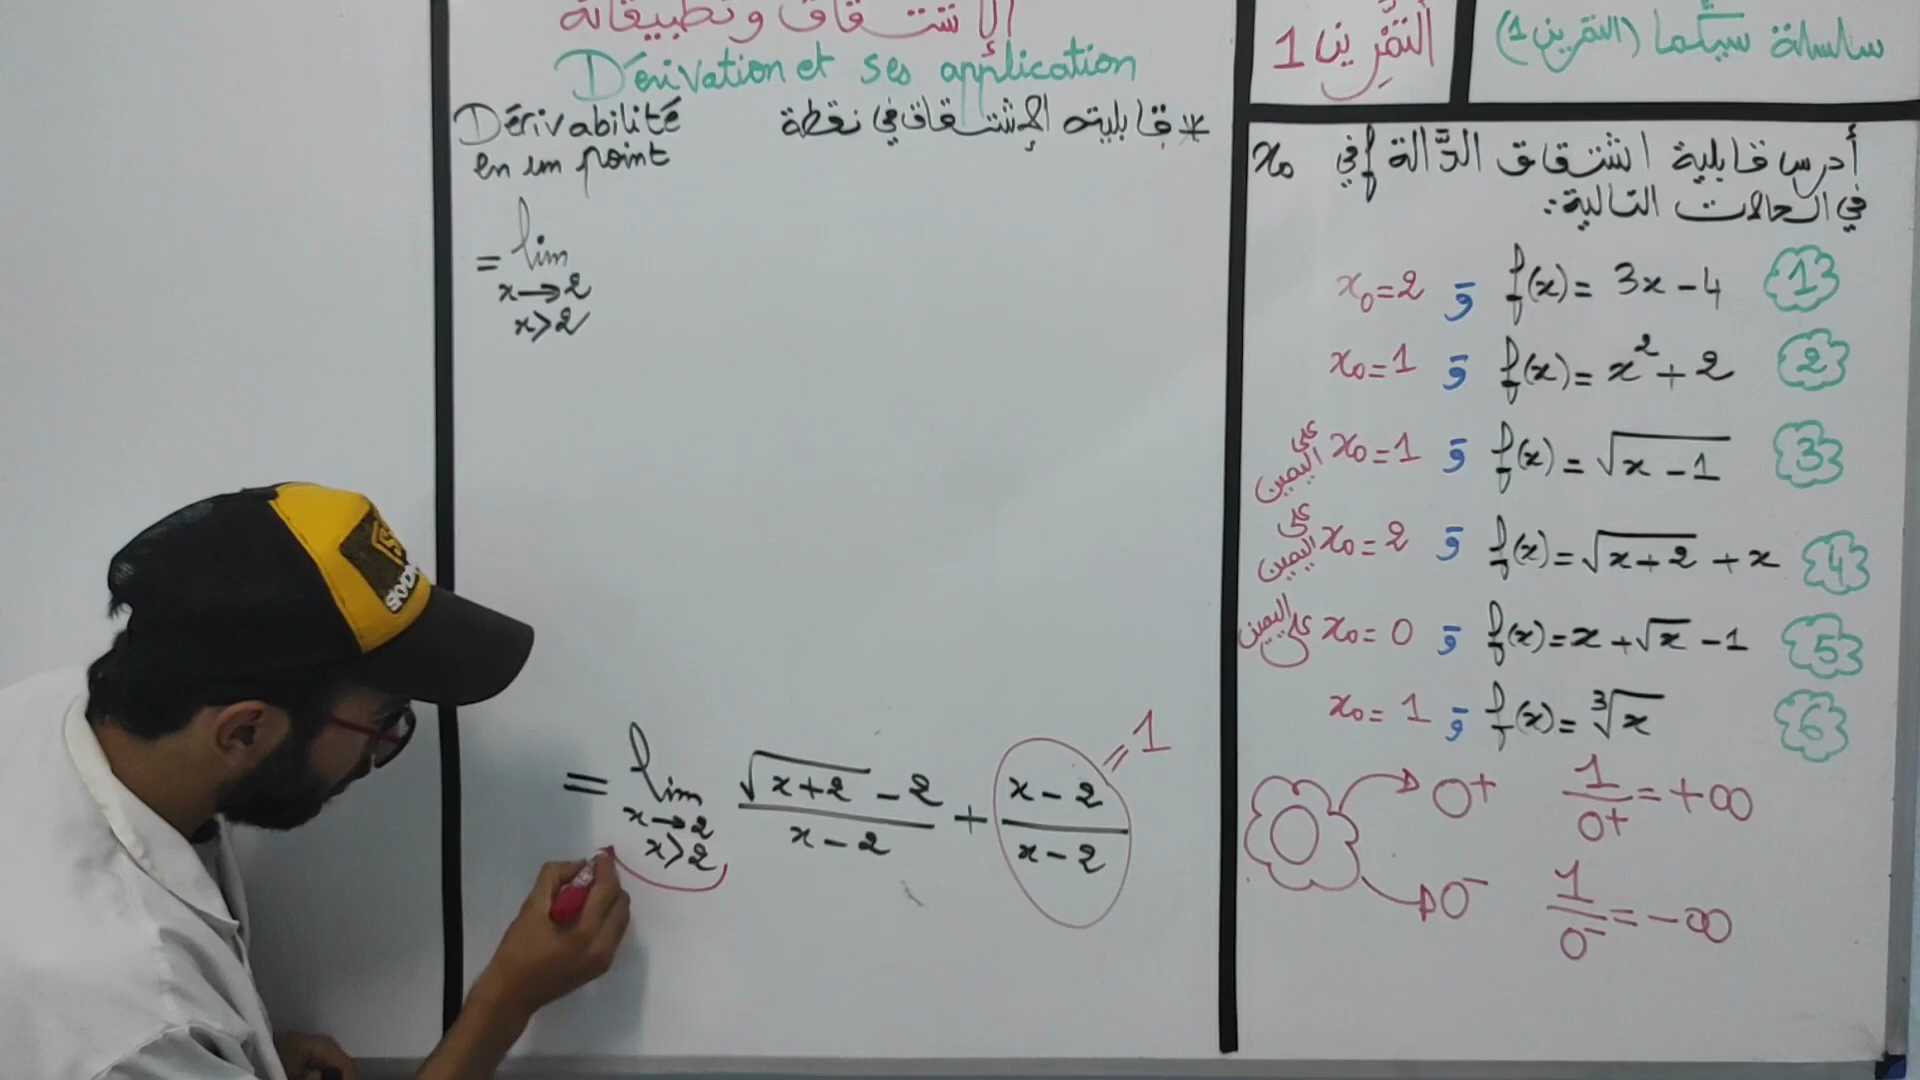 سلسلة سيڭما (التمرين 1)
التمرين 1
الإشتقاق وتطبيقاته
Dérivation et ses application
* قابلية الإشتقاق في نقطة
Dérivabilité
en un point
= lim
x→2
x>2
أدرس قابلية اشتقاق الدالة f في x₀
في الحالات التالية:
1 f(x) = 3x - 4 و x₀ = 2
2 f(x) = x² + 2 و x₀ = 1
3 f(x) = √(x - 1) و x₀ = 1 على اليمين
4 f(x) = √(x + 2) + x و x₀ = 2 على اليمين
5 f(x) = x + √x - 1 و x₀ = 0 على اليمين
6 f(x) = ³√x و x₀ = 1
0 → 0⁺ 1/0⁺ = +∞
→ 0⁻ 1/0⁻ = -∞
= lim x→2 x>2 (√(x+2) - 2)/(x - 2) + (x - 2)/(x - 2) = 1